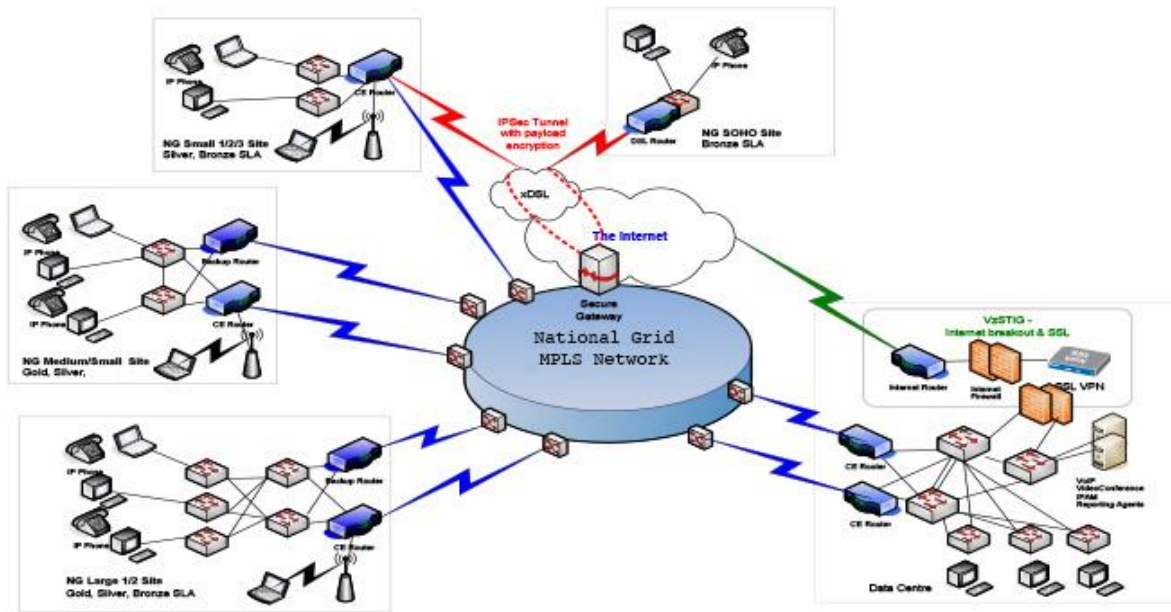 IP Phone
CE Router
NG Small 1/2/3 Site
Silver, Bronze SLA
IP Phone
DSL Router
NG SOHO Site
Bronze SLA
IPSec Tunnel
with payload
encryption
xDSL
The Internet
Secure
Gateway
National Grid
MPLS Network
IP Phone
Backup Router
IP Phone
CE Router
NG Medium/Small Site
Gold, Silver,
IP Phone
Backup Router
IP Phone
CE Router
NG Large 1/2 Site
Gold, Silver, Bronze SLA
VzSTIG -
Internet breakout & SSL
Internet Router
Internet
Firewall
SSL
VPN
SSL VPN
CE Router
CE Router
VoIP
VideoConference
IPAM
Reporting Agents
Data Centre